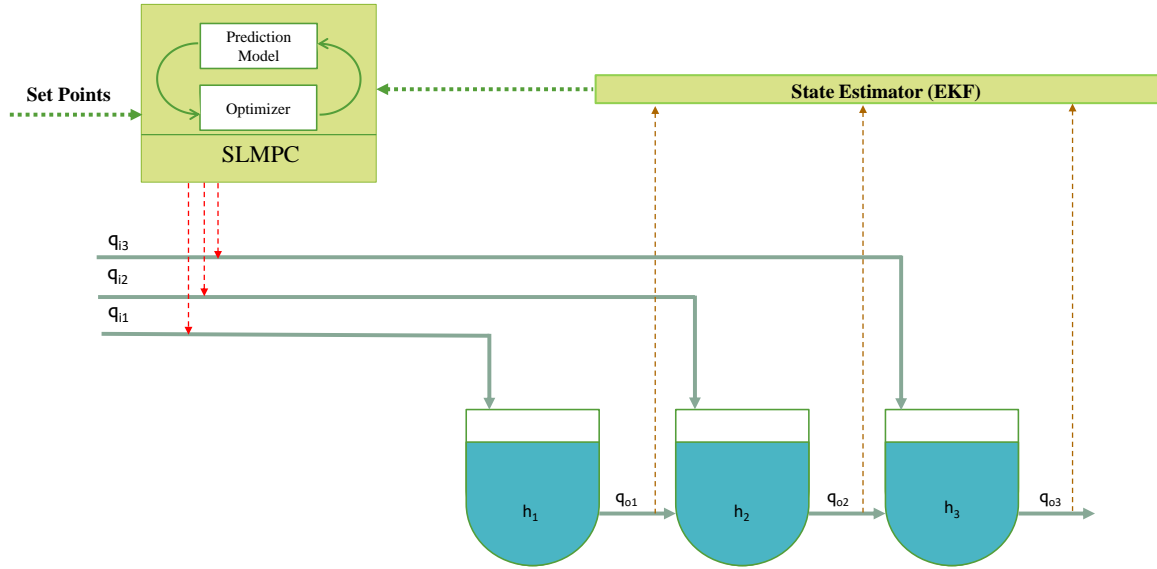 Prediction
Model
Set Points
Optimizer
State Estimator (EKF)
SLMPC
qi3
qi2
qi1
qo1
qo2
qo3
h1
h2
h3